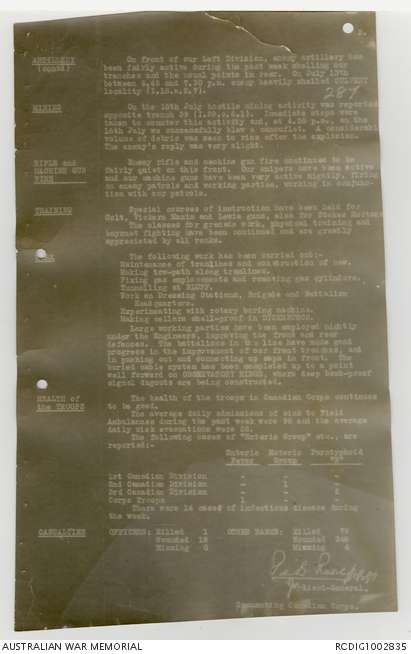 2.
ARTILLERY On front of our Left Division, enemy artillery has
(contd.) been fairly active during the past week shelling our
trenches and the usual points in rear. On July 13th
between 6.45 and 7.30 p.m. enemy heavily shelled
locality
287
MINING On the 15th July hostile mining activity was reported
opposite trench 39 Immediate steps were
taken to counter this activity and, at 4.00 p.m. on the
16th July we successfully blew a camouflet. A considerable
volume of debris was seen to rise after the explosion.
The enemy's reply was very slight.
RIFLE and Enemy rifle and machine gun fire continues to be
MACHINE GUN fairly quiet on this front. Our snipers have been active
FIRE and our machine guns have been very active nightly, firing
on enemy patrols and working parties, working in conjunc-
tion with our patrols.
TRAINING Special courses of instruction have been held for
Colt, Vickers Maxim and Lewis guns, also for Stokes Mortars.
The classes for grenade work, physical training and
bayonet fighting have been continued and are greatly
appreciated by all ranks.
WORK The following work has been carried out:-
Maintenance of tramlines and construction of new.
Making tow-path along tramlines.
Fixing gas emplacements and removing gas cylinders.
Tunnelling at BLUFF.
Work on Dressing Stations, Brigade and Battalion
Headquarters.
Experimenting with rotary boring machine.
Making cellars shell-proof in DICKEBUSCH.
Large working parties have been employed nightly
under the Engineers, improving the front and rear
defences. The battalions in the line have made good
progress in the improvement of our front trenches, and
in pushing out and connecting up saps in front. The
buried cable system has been completed up to a point
well forward on OBSERVATORY RIDGE, where deep bomb-proof
signal dugouts are being constructed.
HEALTH of The health of the troops in Canadian Corps continues
the TROOPS to be good.
The average daily admissions of sick to Field
Ambulances during the past week were 98 and the average
daily sick evacuations were
The following cases of "Enteric Group" etc., are
reported:-
Enteric Enteric Paratyphoid
Fever Group
1st Canadian Division
2nd Canadian Division
3rd Canadian Division
Corps Troops
There were 14 cases of infectious disease during
the week.
CASUALTIES OFFICERS: Killed 1 OTHER RANKS: Killed
Wounded 18 Wounded
Missing 0 Missing
Lieut-General.
Commanding Canadian Corps.
AUSTRALIAN WAR MEMORIAL RCDIG1002835